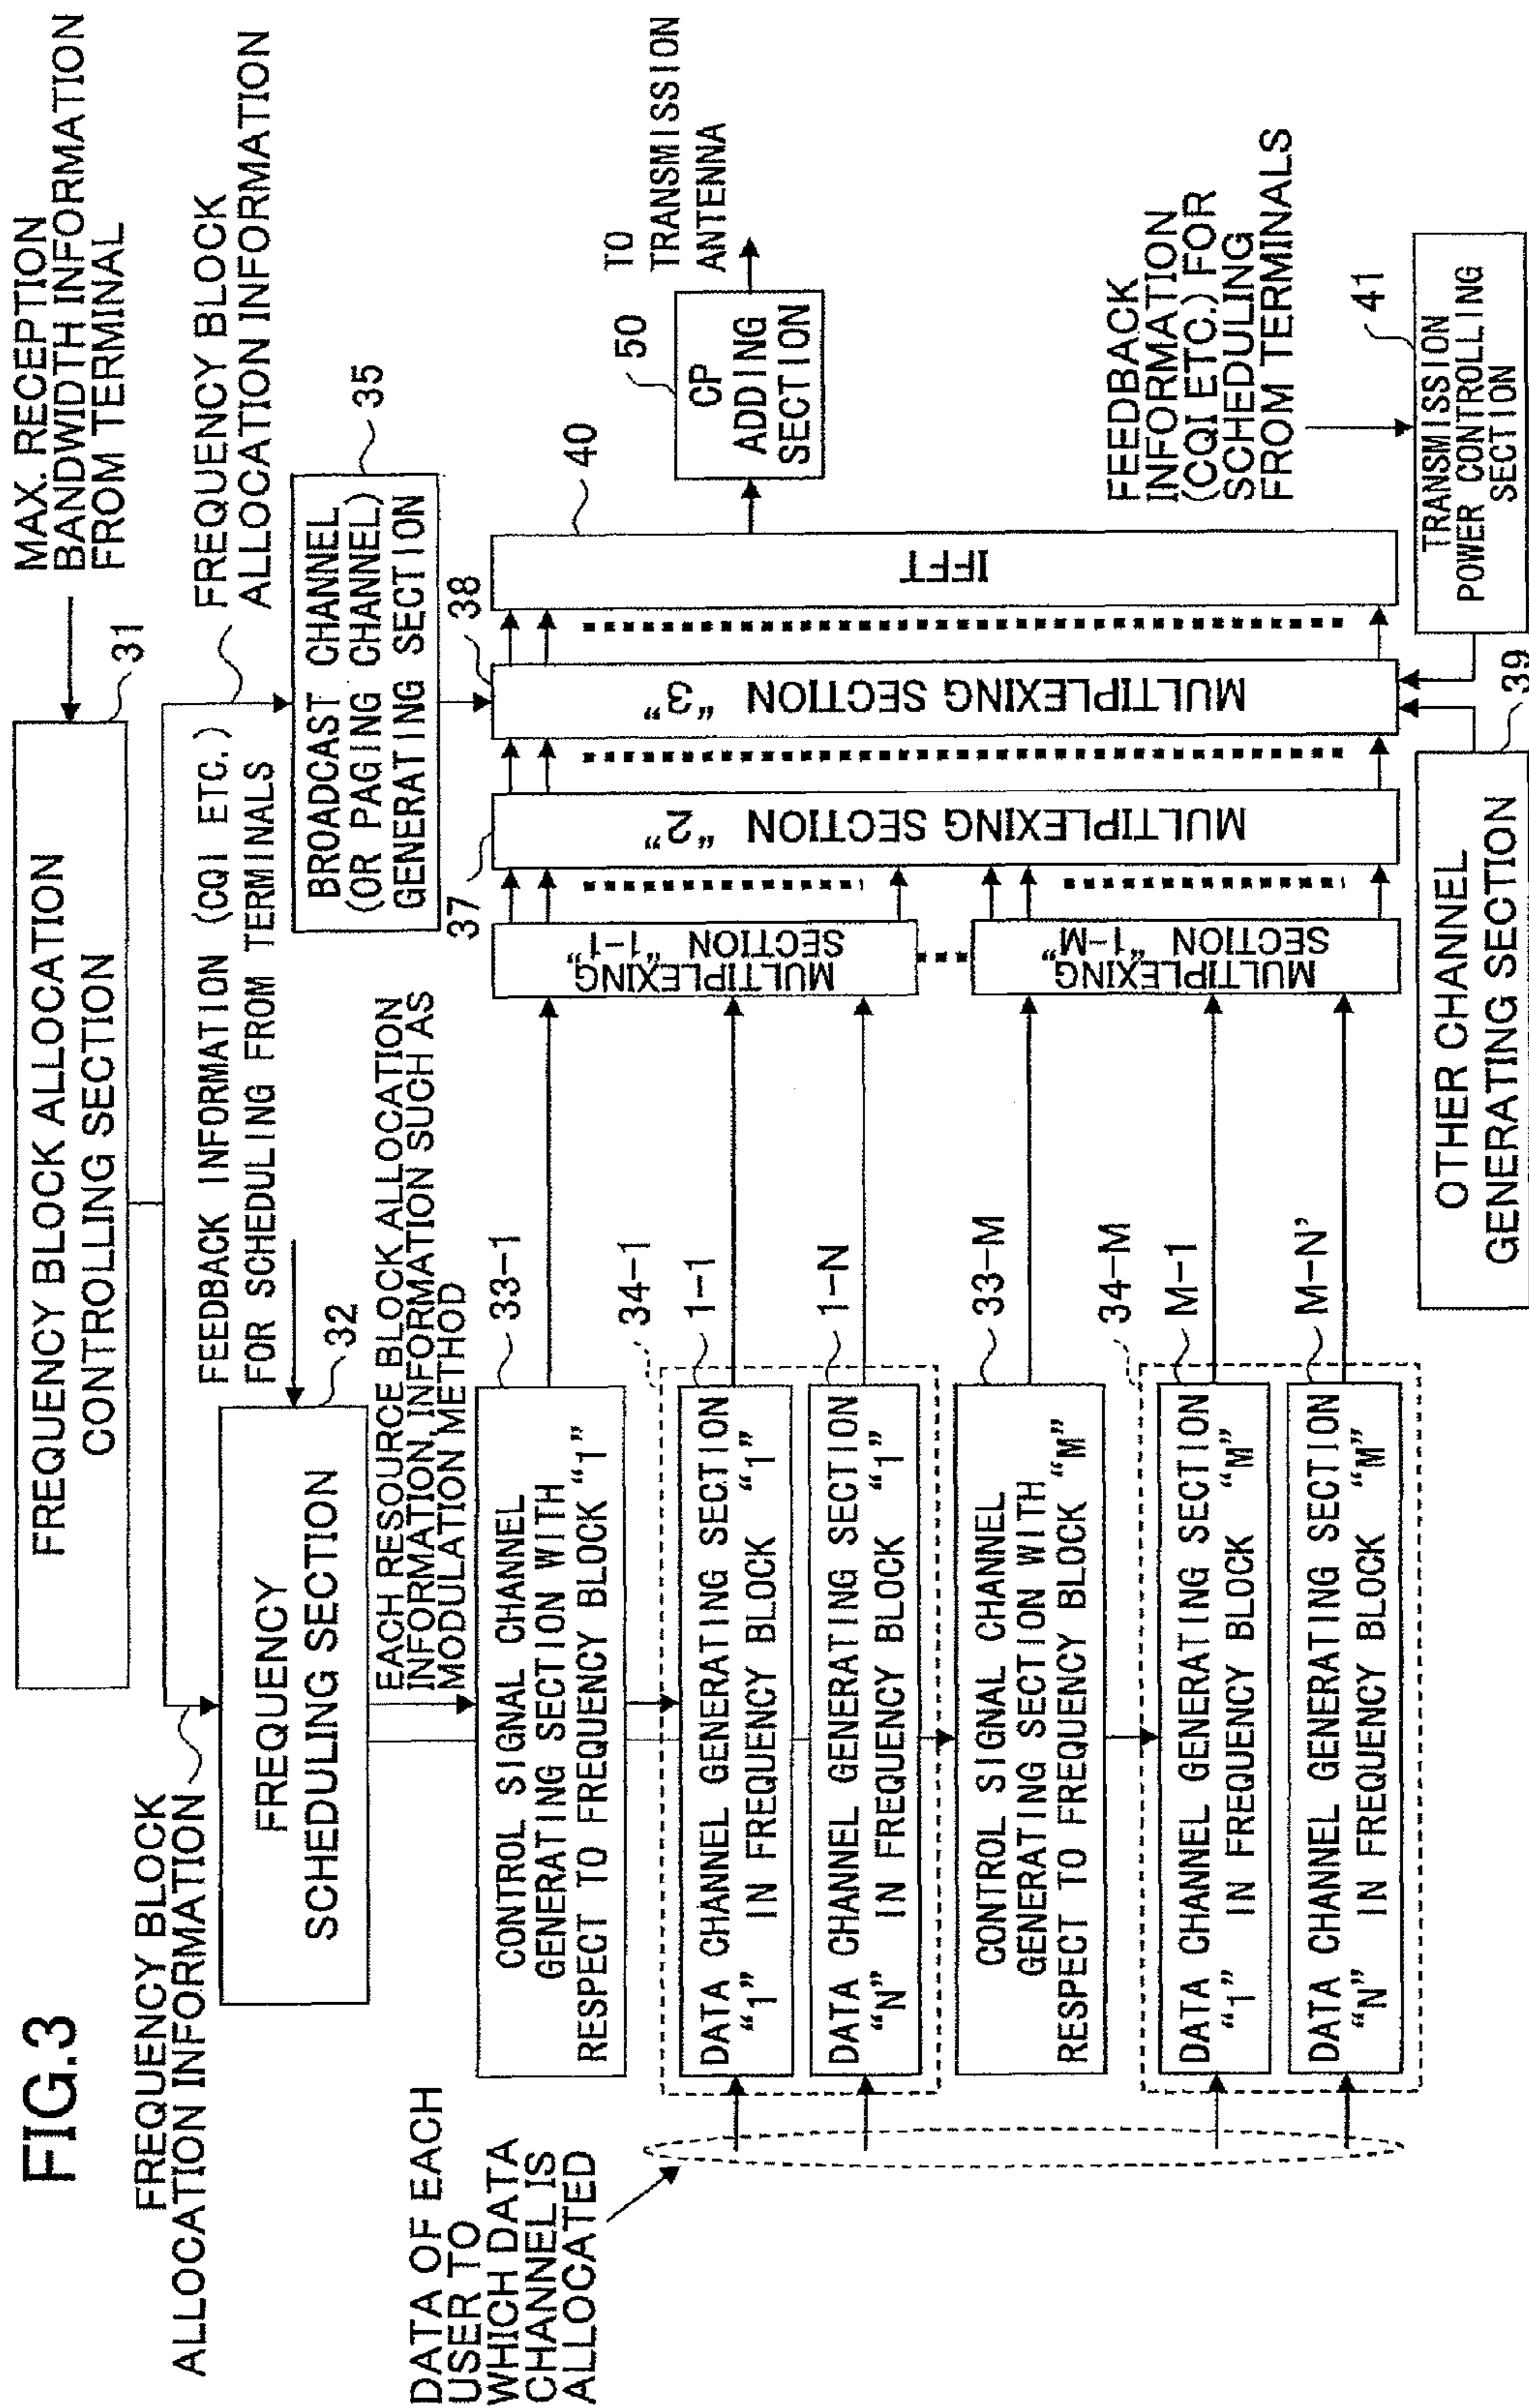 FIG.3
MAX. RECEPTION
BANDWIDTH INFORMATION
FROM TERMINAL
FREQUENCY BLOCK ALLOCATION
CONTROLLING SECTION
31
FREQUENCY BLOCK
ALLOCATION INFORMATION
FREQUENCY BLOCK
ALLOCATION INFORMATION
FEEDBACK INFORMATION (CQI ETC.)
FOR SCHEDULING FROM TERMINALS
FREQUENCY
SCHEDULING SECTION
32
BROADCAST CHANNEL
(OR PAGING CHANNEL)
GENERATING SECTION
35
EACH RESOURCE BLOCK ALLOCATION
INFORMATION, INFORMATION SUCH AS
MODULATION METHOD
DATA OF EACH
USER TO
WHICH DATA
CHANNEL IS
ALLOCATED
CONTROL SIGNAL CHANNEL
GENERATING SECTION WITH
RESPECT TO FREQUENCY BLOCK “1”
33-1
34-1
DATA CHANNEL GENERATING SECTION
“1” IN FREQUENCY BLOCK “1”
1-1
DATA CHANNEL GENERATING SECTION
“N” IN FREQUENCY BLOCK “1”
1-N
CONTROL SIGNAL CHANNEL
GENERATING SECTION WITH
RESPECT TO FREQUENCY BLOCK “M”
33-M
34-M
DATA CHANNEL GENERATING SECTION
“1” IN FREQUENCY BLOCK “M”
M-1
DATA CHANNEL GENERATING SECTION
“N” IN FREQUENCY BLOCK “M”
M-N’
MULTIPLEXING
SECTION “1-1”
MULTIPLEXING
SECTION “1-M”
37
MULTIPLEXING SECTION “2”
38
MULTIPLEXING SECTION “3”
40
IFFT
50
CP
ADDING
SECTION
TO
TRANSMISSION
ANTENNA
FEEDBACK
INFORMATION
(CQI ETC.) FOR
SCHEDULING
FROM TERMINALS
OTHER CHANNEL
GENERATING SECTION
39
TRANSMISSION
POWER CONTROLLING
SECTION
41